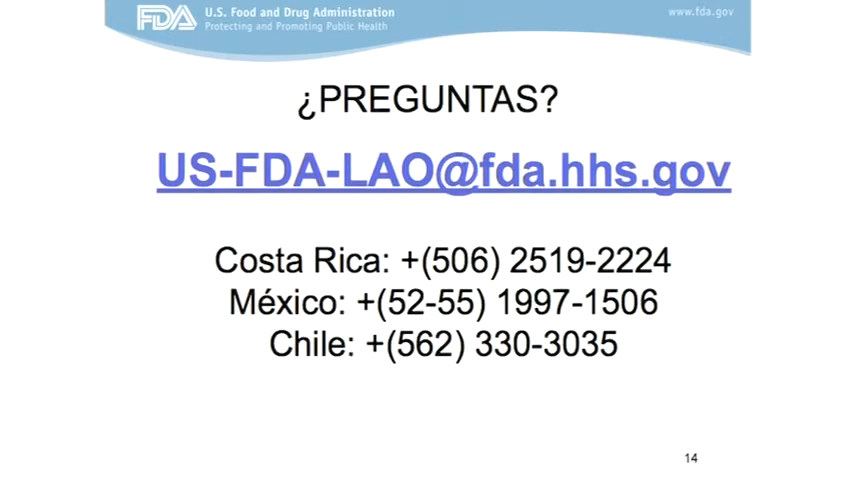 FDA U.S. Food and Drug Administration www.fda.gov
Protecting and Promoting Public Health
¿PREGUNTAS?
US-FDA-LAO@fda.hhs.gov
Costa Rica: +(506) 2519-2224
México: +(52-55) 1997-1506
Chile: +(562) 330-3035
14